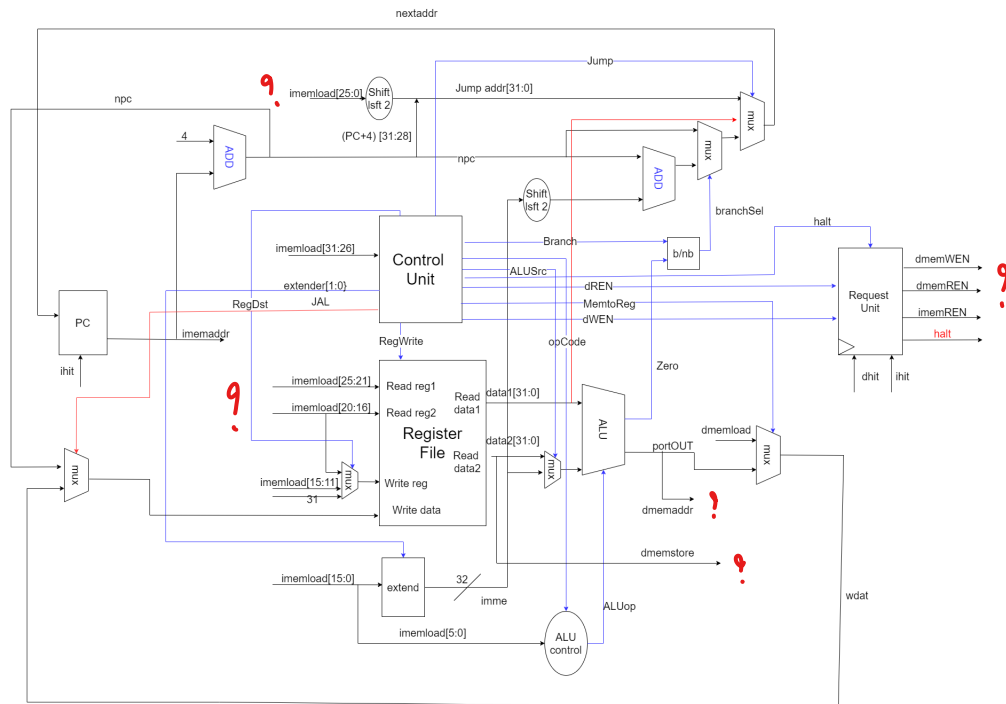 nextaddr
Jump
?
imemload[25:0]
Shift
lsft 2
Jump addr[31:0]
mux
npc
(PC+4) [31:28]
4
ADD
npc
mux
ADD
Shift
lsft 2
branchSel
halt
imemload[31:26]
Control
Unit
Branch
b/nb
ALUSrc
dREN
MemtoReg
dWEN
extender[1:0}
RegDst
JAL
Request
Unit
dmemWEN
dmemREN
?
imemREN
halt
dhit
ihit
PC
imemaddr
ihit
RegWrite
opCode
Zero
?
imemload[25:21]
Read reg1
Read
data1
data1[31:0]
imemload[20:16]
Read reg2
Register
File
Read
data2
data2[31:0]
mux
ALU
portOUT
dmemload
mux
mux
imemload[15:11]
31
mux
Write reg
Write data
dmemaddr
?
dmemstore
?
imemload[15:0]
extend
32
imme
ALUop
wdat
imemload[5:0]
ALU
control